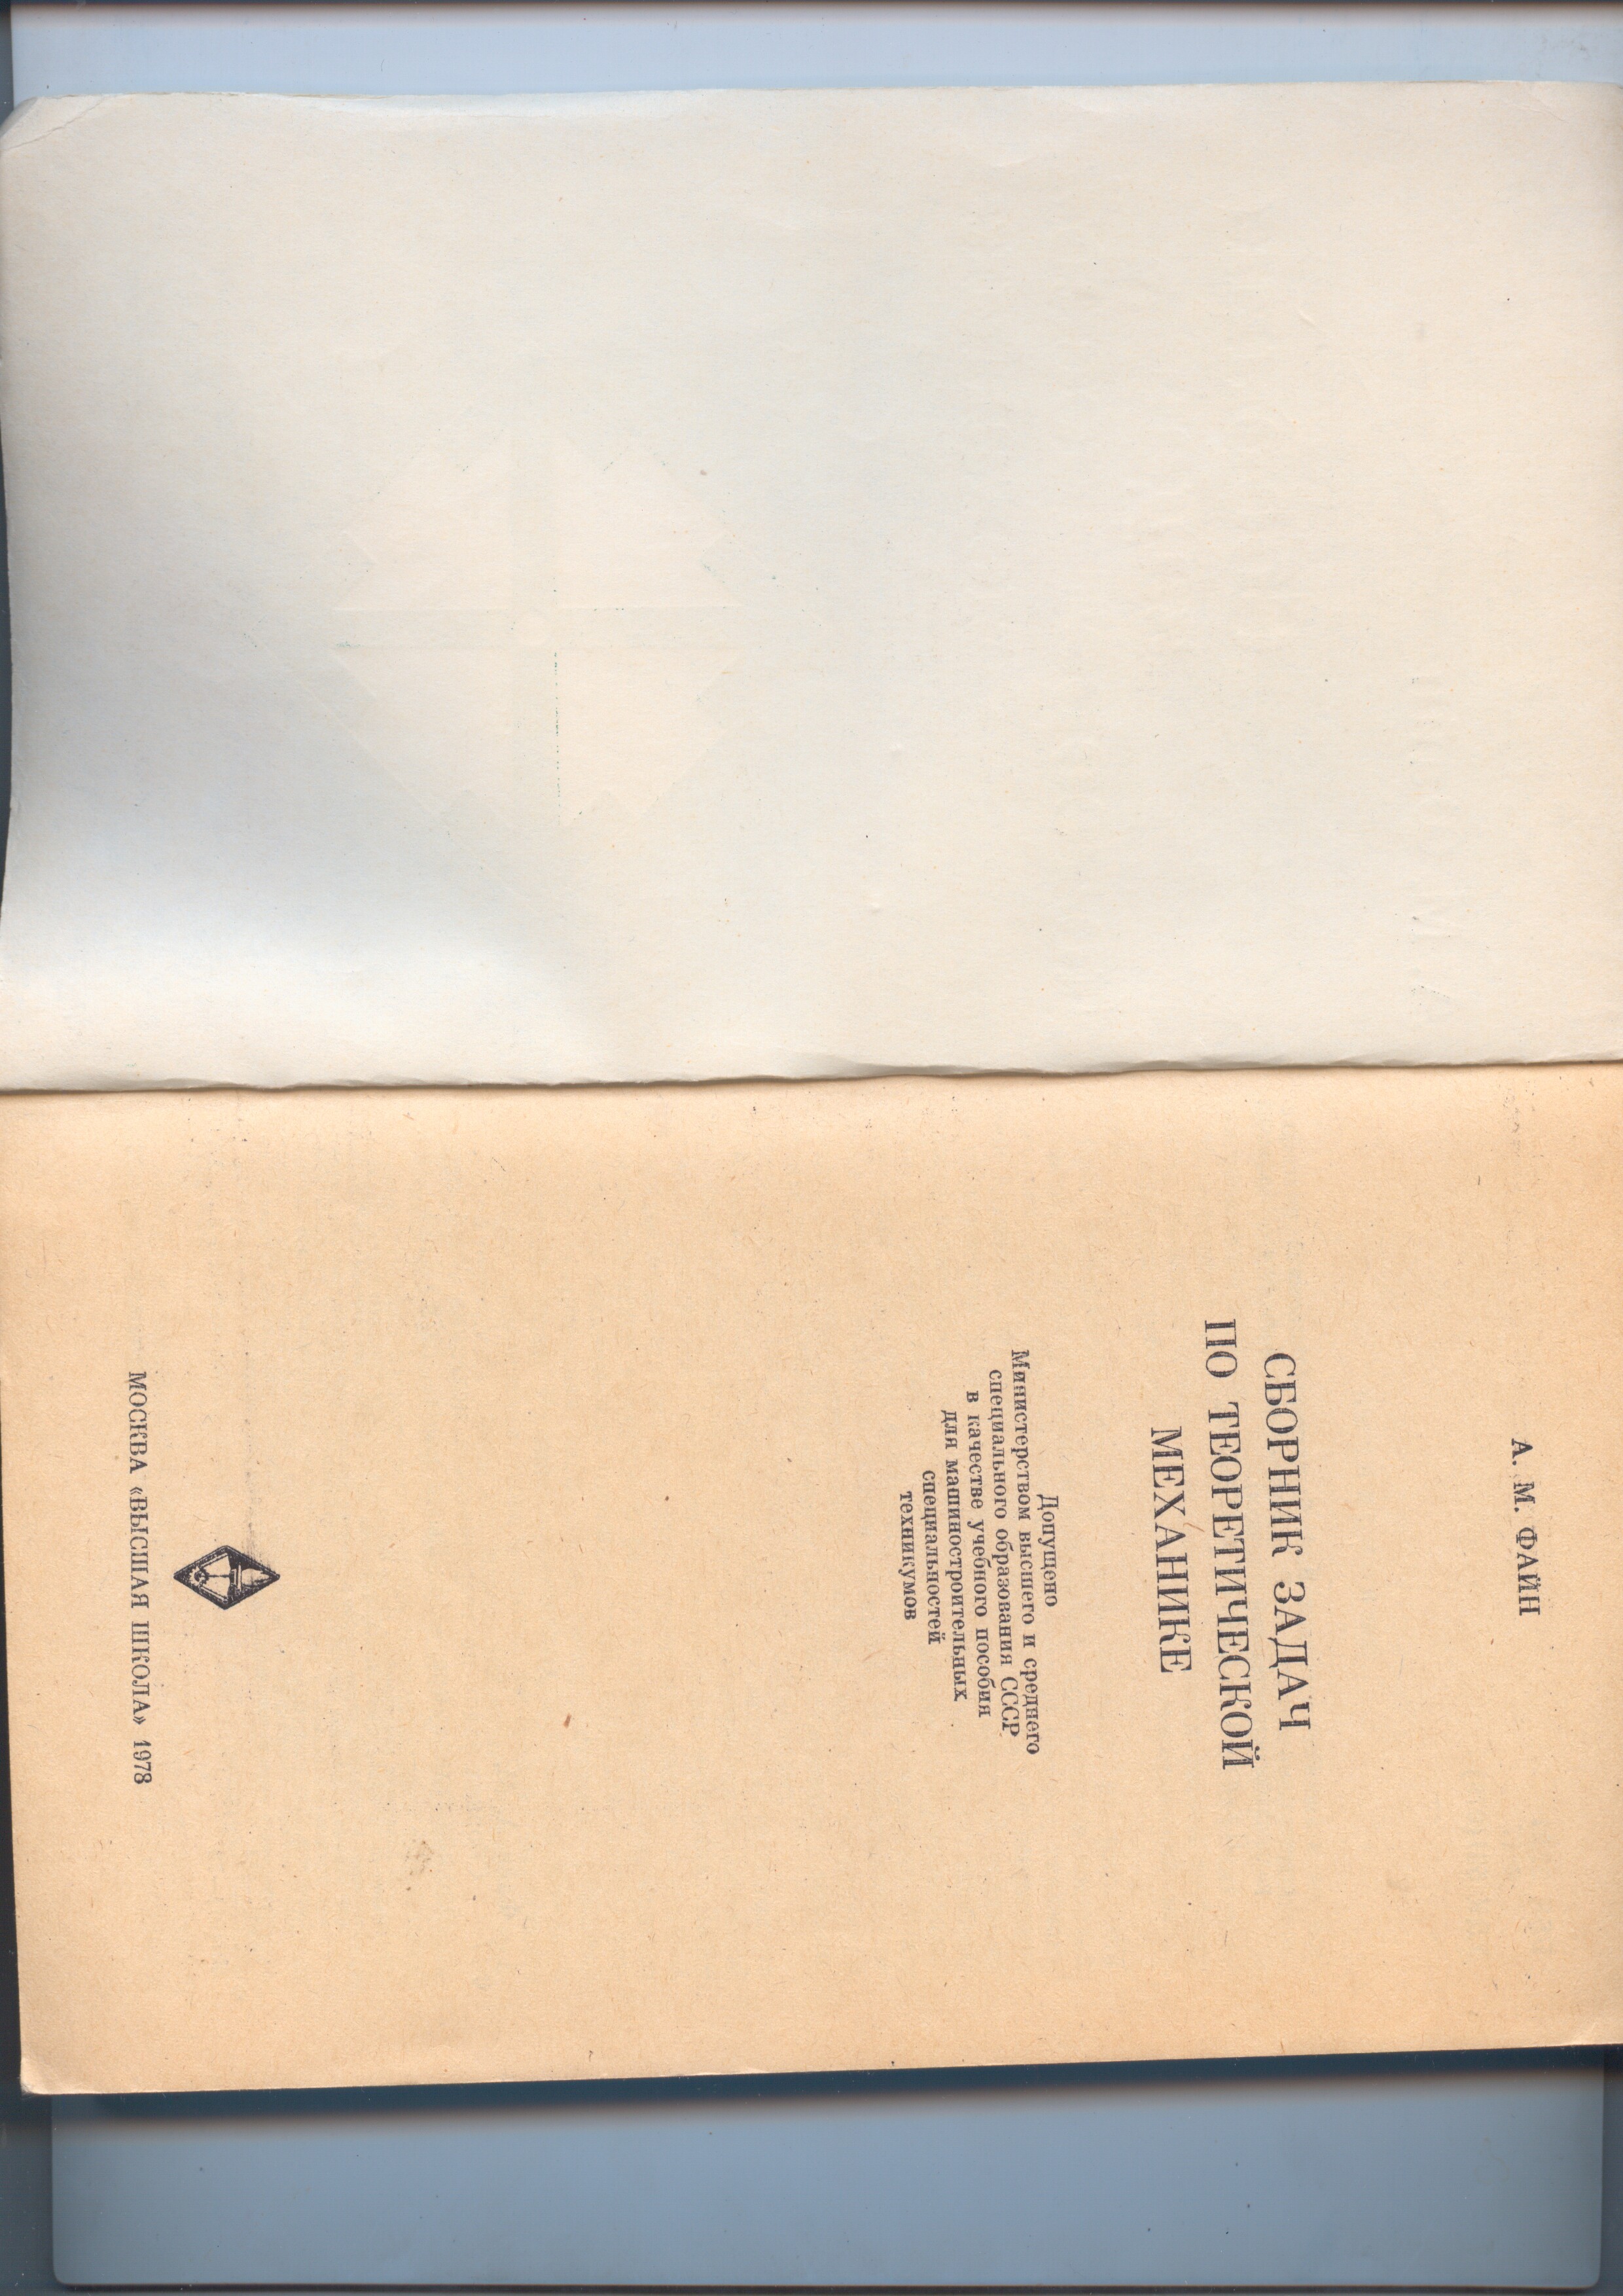 А. М. ФАЙН
СБОРНИК ЗАДАЧ
ПО ТЕОРЕТИЧЕСКОЙ
МЕХАНИКЕ
Допущено
Министерством высшего и среднего
специального образования СССР
в качестве учебного пособия
для машиностроительных
специальностей
техникумов
МОСКВА «ВЫСШАЯ ШКОЛА» 1978